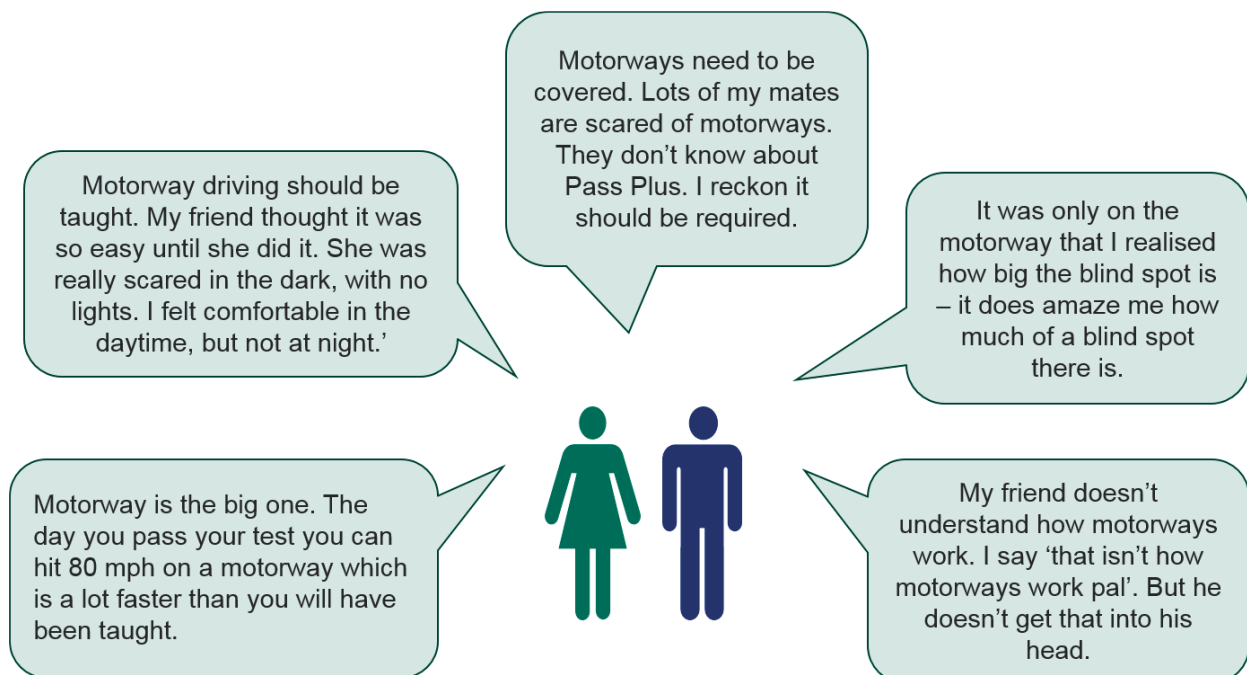 Motorways need to be
covered. Lots of my mates
are scared of motorways.
They don’t know about
Pass Plus. I reckon it
should be required.
Motorway driving should be
taught. My friend thought it was
so easy until she did it. She was
really scared in the dark, with no
lights. I felt comfortable in the
daytime, but not at night.’
It was only on the
motorway that I realised
how big the blind spot is
– it does amaze me how
much of a blind spot
there is.
Motorway is the big one. The
day you pass your test you can
hit 80 mph on a motorway which
is a lot faster than you will have
been taught.
My friend doesn’t
understand how motorways
work. I say ‘that isn’t how
motorways work pal’. But he
doesn’t get that into his
head.